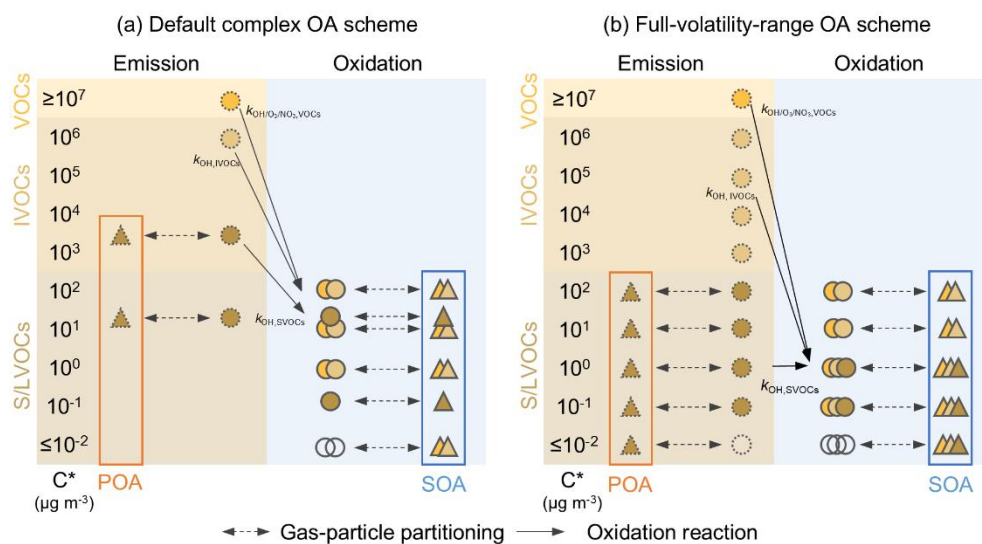 (a) Default complex OA scheme
Emission Oxidation
VOCs
IVOCs
S/LVOCs
≥10⁷
10⁶
10⁵
10⁴
10³
10²
10¹
10⁰
10⁻¹
≤10⁻²
k_OH/O₃/NO₃,VOCs
k_OH,IVOCs
k_OH,SVOCs
C* POA SOA
(μg m⁻³)
(b) Full-volatility-range OA scheme
Emission Oxidation
VOCs
IVOCs
S/LVOCs
≥10⁷
10⁶
10⁵
10⁴
10³
10²
10¹
10⁰
10⁻¹
≤10⁻²
k_OH/O₃/NO₃,VOCs
k_OH, IVOCs
k_OH,SVOCs
C* POA SOA
(μg m⁻³)
Gas-particle partitioning Oxidation reaction